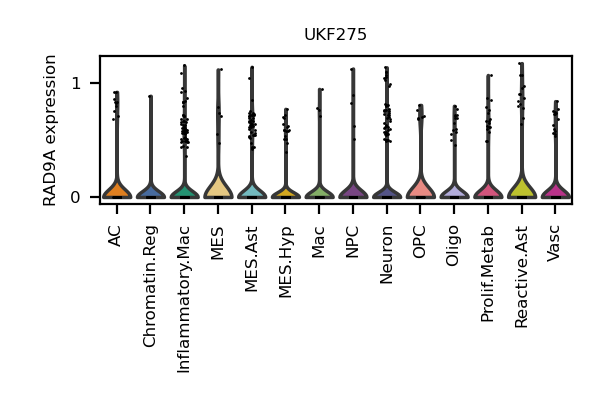 UKF275
RAD9A expression
1
0
AC
Chromatin.Reg
Inflammatory.Mac
MES
MES.Ast
MES.Hyp
Mac
NPC
Neuron
OPC
Oligo
Prolif.Metab
Reactive.Ast
Vasc